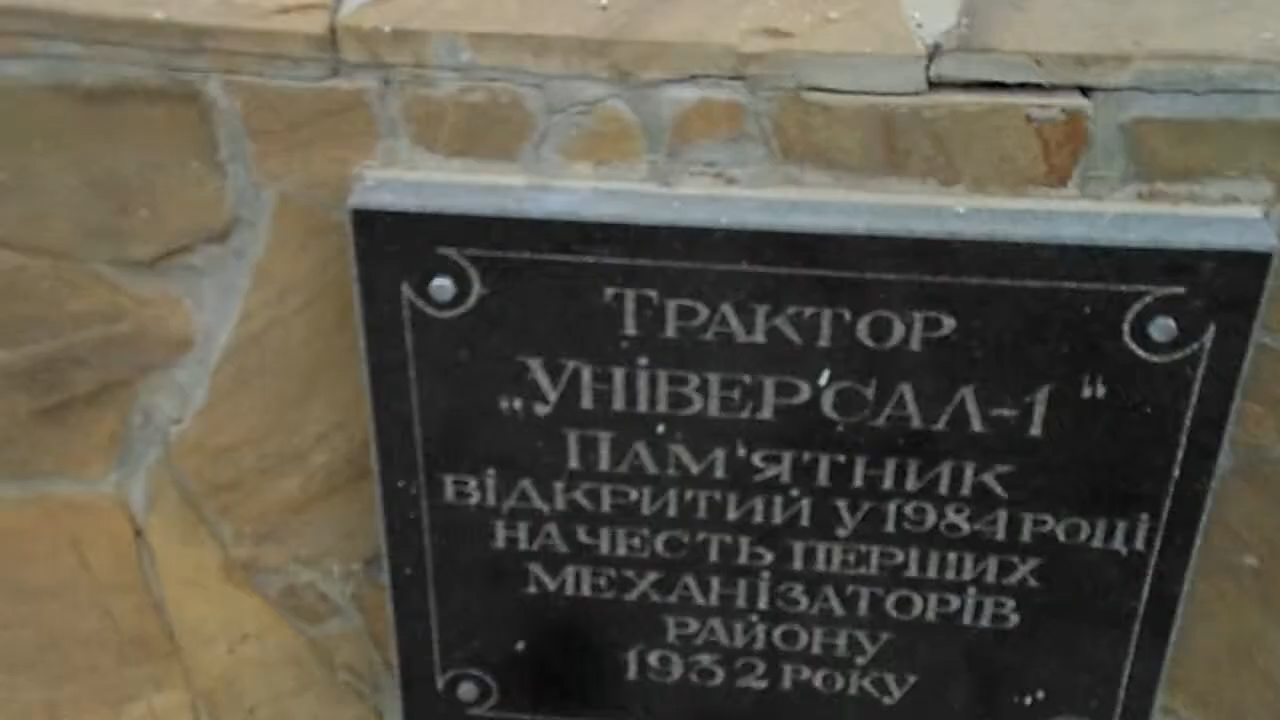 ТРАКТОР
„УНІВЕРСАЛ-1“
ПАМ'ЯТНИК
ВІДКРИТИЙ У 1984 РОЦІ
НА ЧЕСТЬ ПЕРШИХ
МЕХАНІЗАТОРІВ
РАЙОНУ
1932 РОКУ